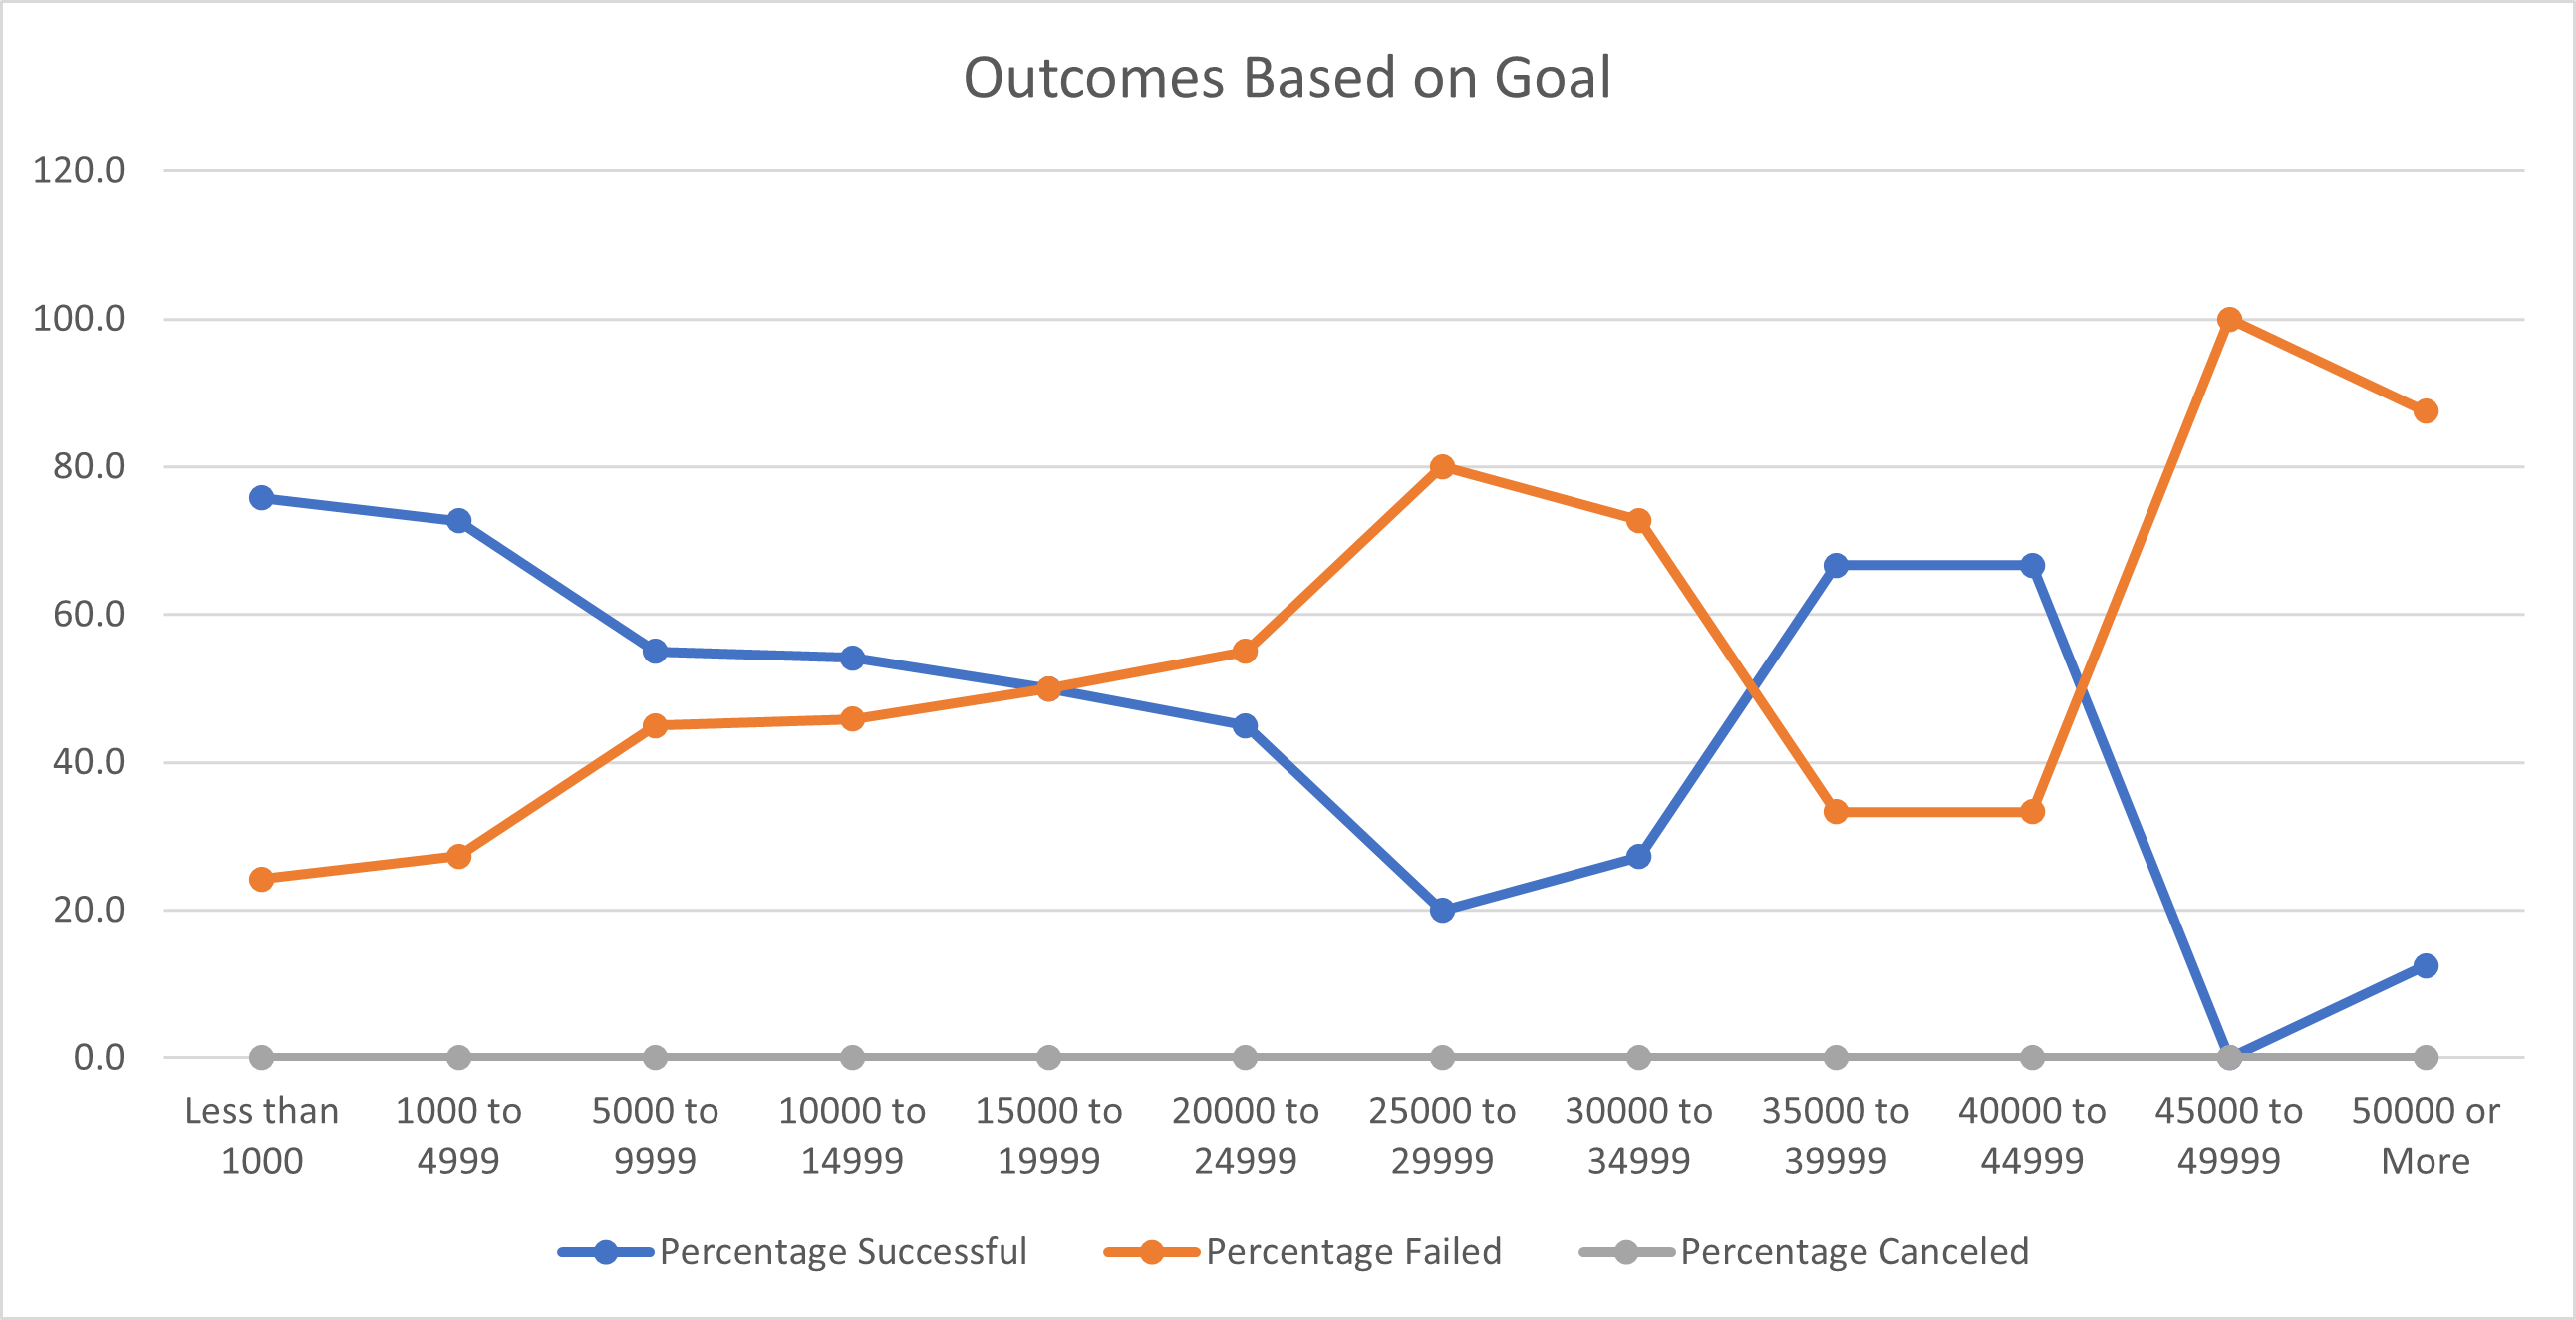 Outcomes Based on Goal
120.0
100.0
80.0
60.0
40.0
20.0
0.0
Less than 1000
1000 to 4999
5000 to 9999
10000 to 14999
15000 to 19999
20000 to 24999
25000 to 29999
30000 to 34999
35000 to 39999
40000 to 44999
45000 to 49999
50000 or More
Percentage Successful
Percentage Failed
Percentage Canceled